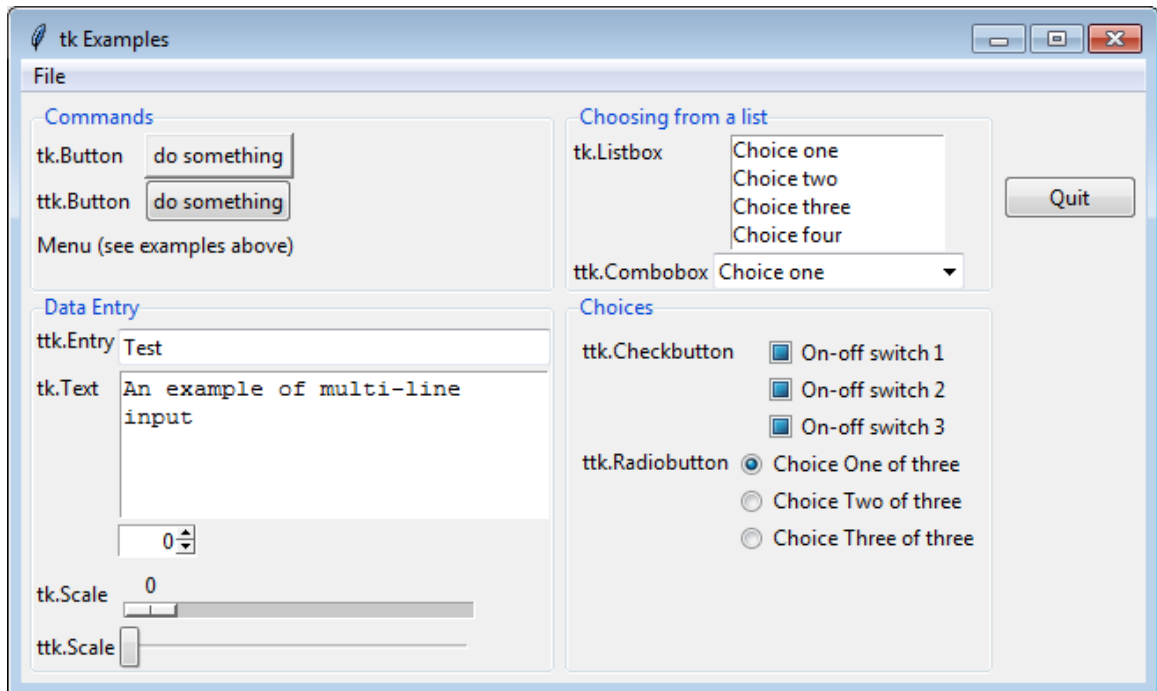 tk Examples
File
Commands
tk.Button do something
ttk.Button do something
Menu (see examples above)
Data Entry
ttk.Entry Test
tk.Text An example of multi-line
input
0
tk.Scale 0
ttk.Scale
Choosing from a list
tk.Listbox Choice one
Choice two
Choice three
Choice four
ttk.Combobox Choice one
Choices
ttk.Checkbutton On-off switch 1
On-off switch 2
On-off switch 3
ttk.Radiobutton Choice One of three
Choice Two of three
Choice Three of three
Quit